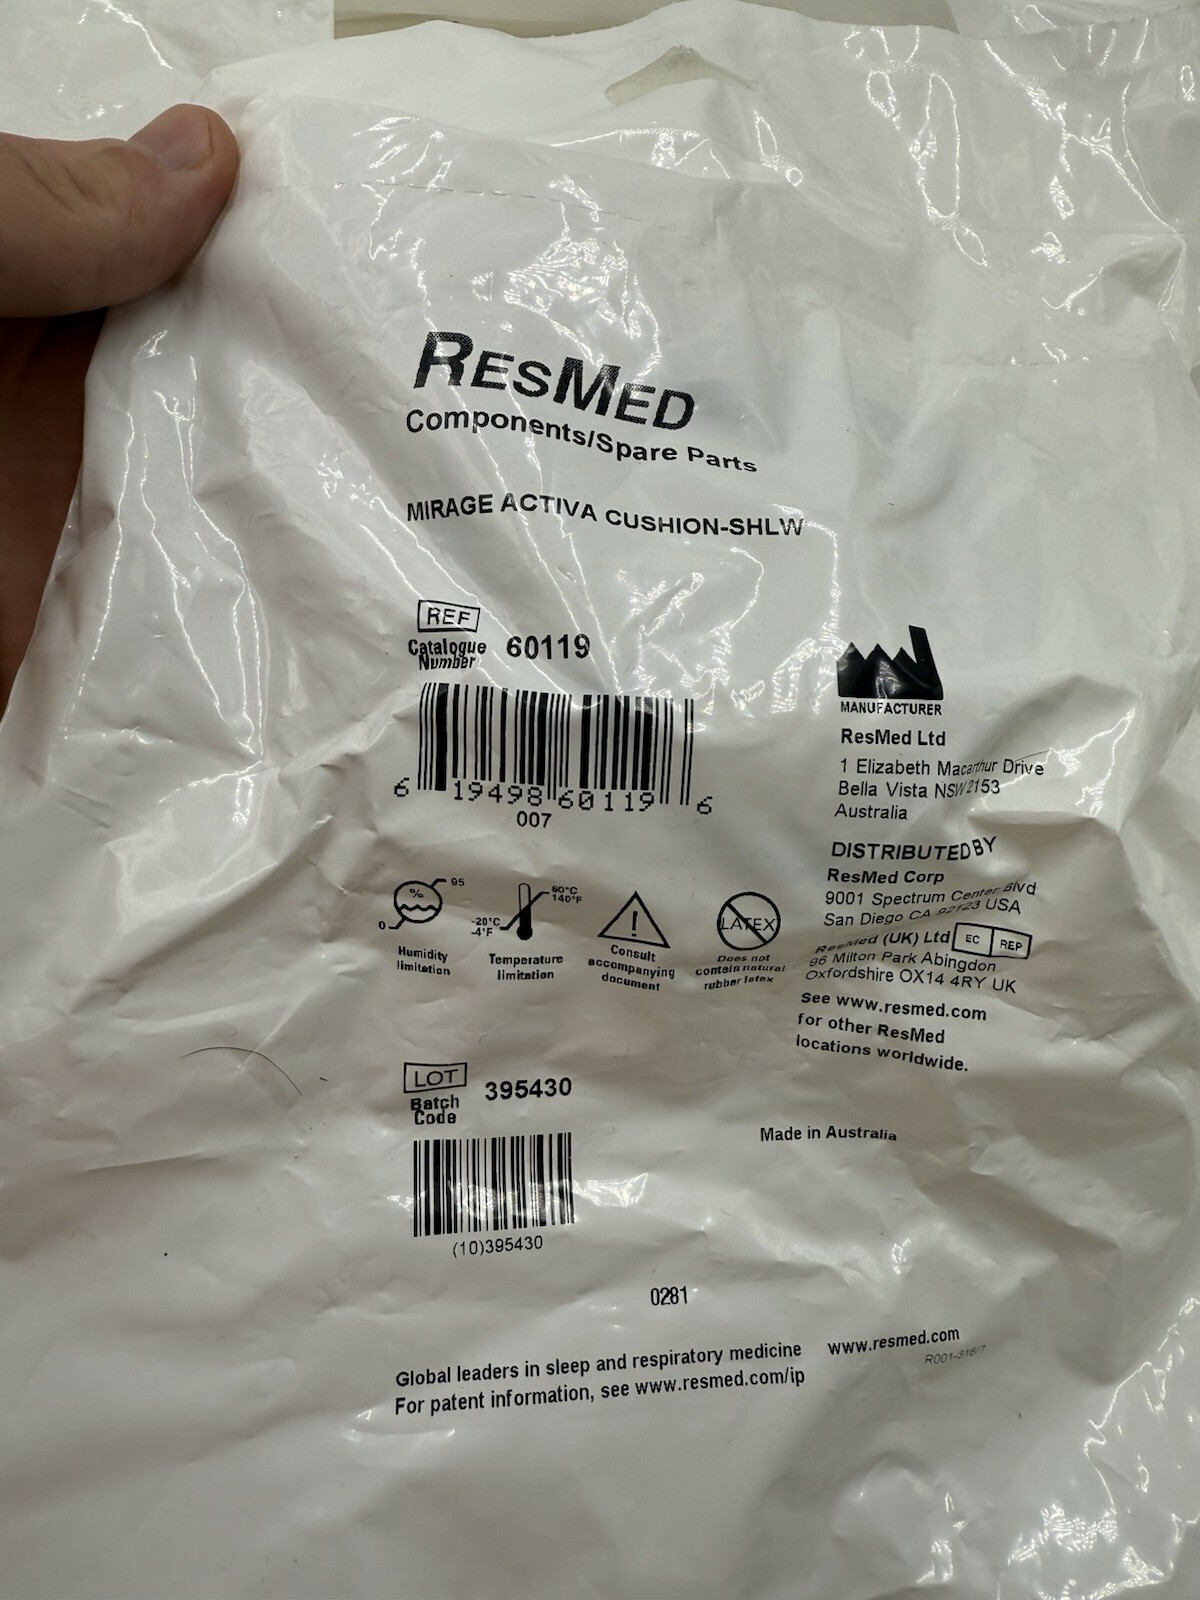 RESMED
Components/Spare Parts
MIRAGE ACTIVA CUSHION-SHLW
REF
Catalogue
Number
60119
6 19498 60119 6
007
MANUFACTURER
ResMed Ltd
1 Elizabeth Macarthur Drive
Bella Vista NSW 2153
Australia
DISTRIBUTED BY
ResMed Corp
9001 Spectrum Center Blvd
San Diego CA 92123 USA
ResMed (UK) Ltd EC REP
96 Milton Park Abingdon
Oxfordshire OX14 4RY UK
See www.resmed.com
for other ResMed
locations worldwide.
% 95
0
Humidity
limitation
60°C
140°F
-20°C
-4°F
Temperature
limitation
!
Consult
accompanying
document
LATEX
Does not
contain natural
rubber latex
LOT
Batch
Code
395430
(10)395430
Made in Australia
0281
Global leaders in sleep and respiratory medicine www.resmed.com
R001-316/7
For patent information, see www.resmed.com/ip